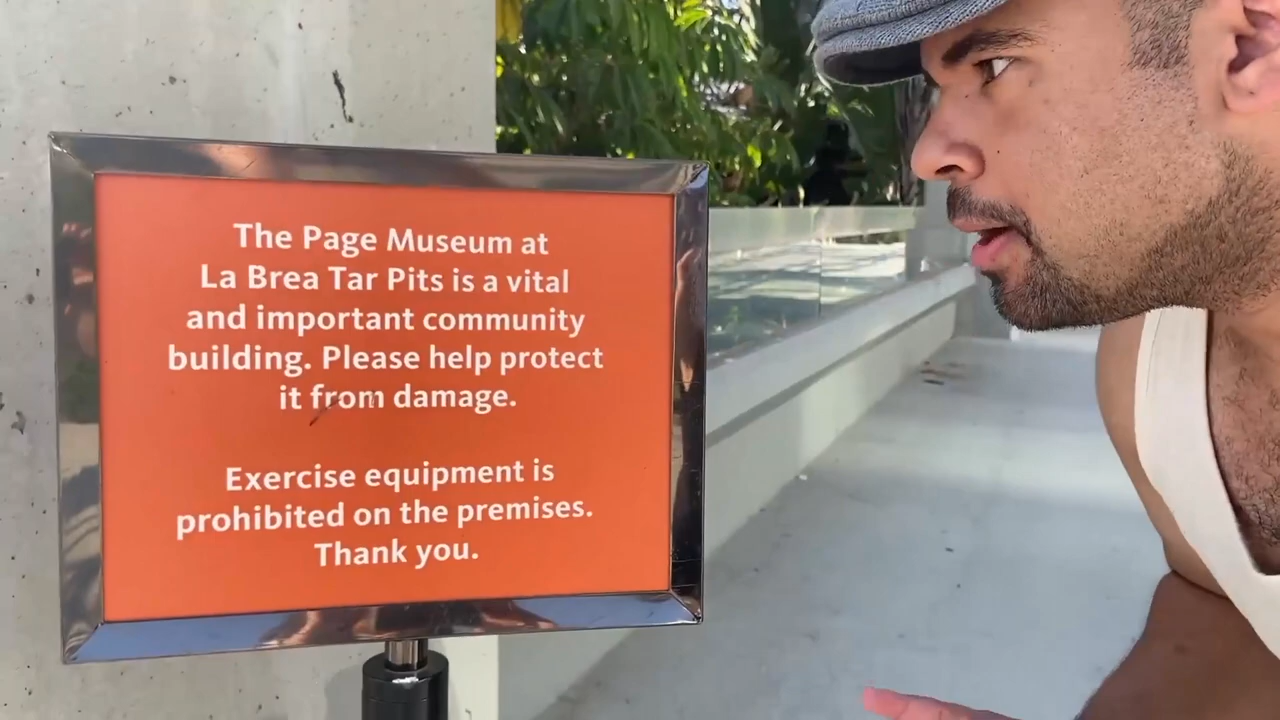 The Page Museum at
La Brea Tar Pits is a vital
and important community
building. Please help protect
it from damage.
Exercise equipment is
prohibited on the premises.
Thank you.